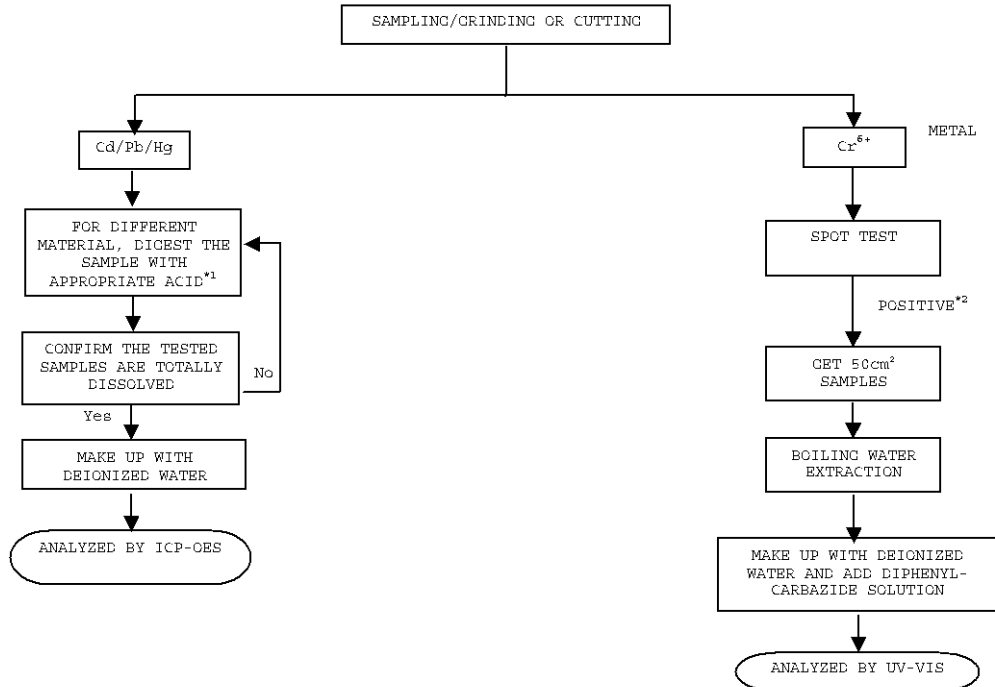 SAMPLING/GRINDING OR CUTTING
Cd/Pb/Hg
FOR DIFFERENT
MATERIAL, DIGEST THE
SAMPLE WITH
APPROPRIATE ACID*1
CONFIRM THE TESTED
SAMPLES ARE TOTALLY
DISSOLVED
No
Yes
MAKE UP WITH
DEIONIZED WATER
ANALYZED BY ICP-OES
METAL
Cr6+
SPOT TEST
POSITIVE*2
GET 50cm²
SAMPLES
BOILING WATER
EXTRACTION
MAKE UP WITH DEIONIZED
WATER AND ADD DIPHENYL-
CARBAZIDE SOLUTION
ANALYZED BY UV-VIS